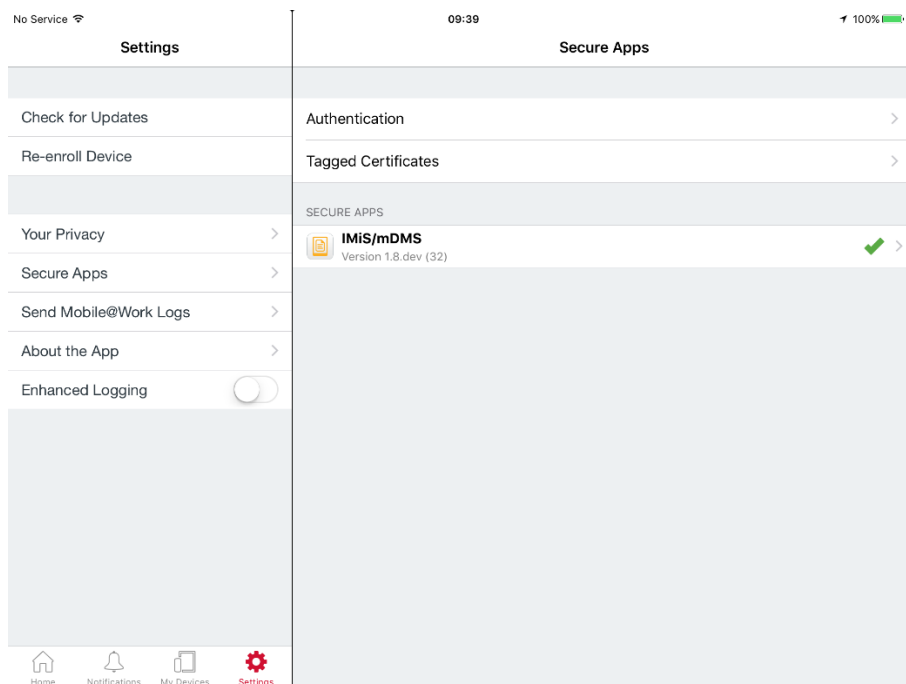 No Service
09:39
100%
Settings
Secure Apps
Check for Updates
Re-enroll Device
Your Privacy
Secure Apps
Send Mobile@Work Logs
About the App
Enhanced Logging
Authentication
Tagged Certificates
SECURE APPS
IMiS/mDMS
Version 1.8.dev (32)
Home
Notifications
My Devices
Settings